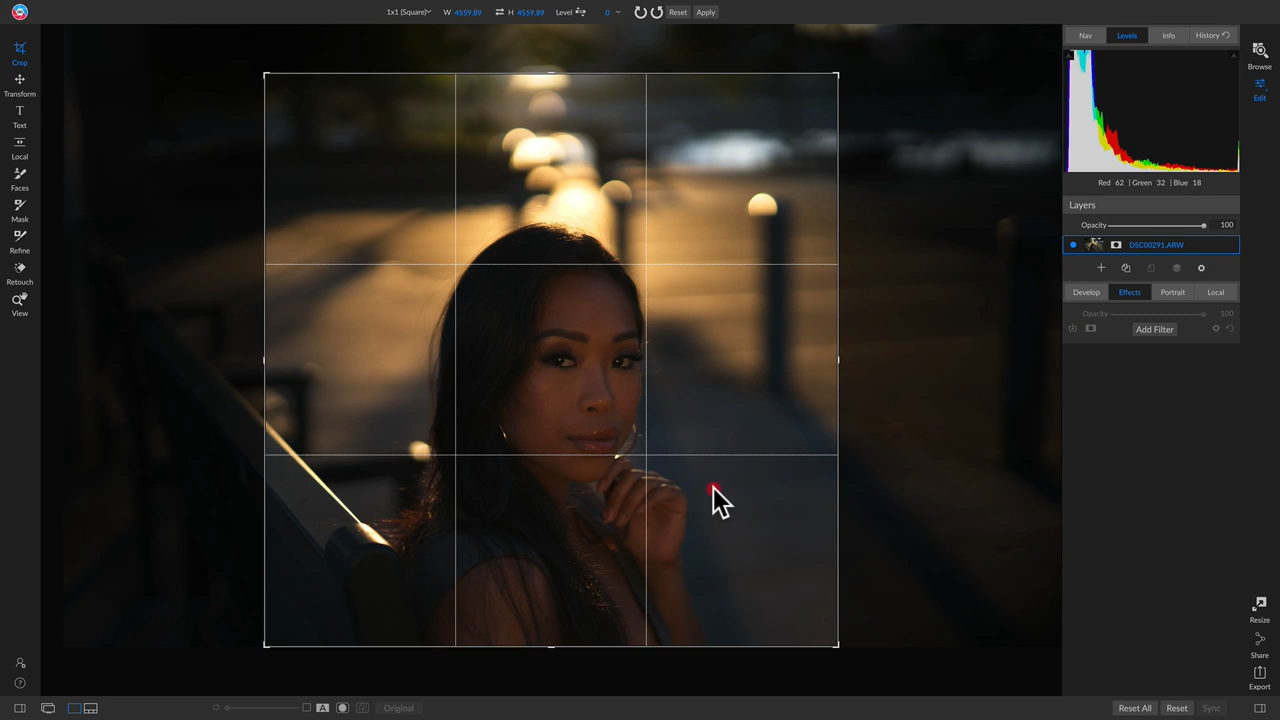 1x1 (Square) W 4559.89 H 4559.89 Level 0 Reset Apply
Crop
Transform
Text
Local
Faces
Mask
Refine
Retouch
View
Nav Levels Info History
Red 62 | Green 32 | Blue 18
Layers
Opacity 100
DSC00291.ARW
Develop Effects Portrait Local
Opacity 100
Add Filter
Browse
Edit
Resize
Share
Export
A Original Reset All Reset Sync